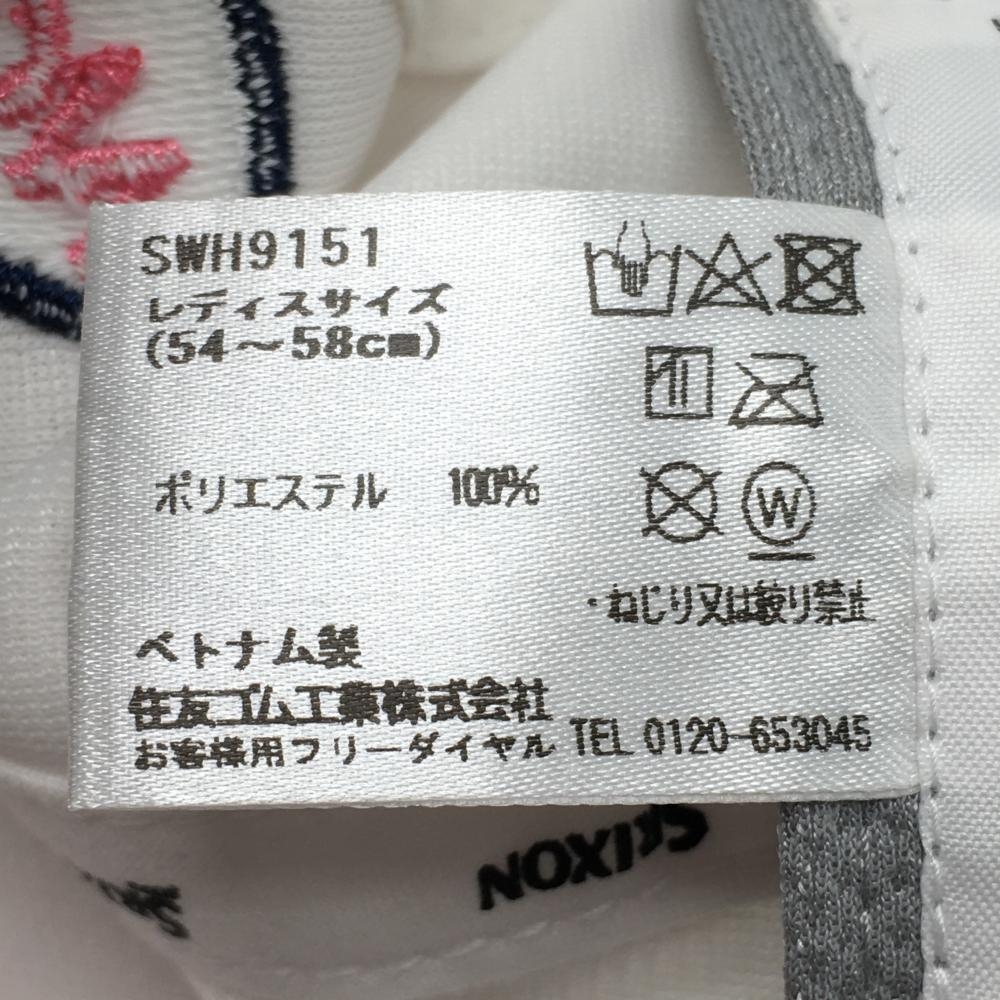 SWH9151
レディスサイズ
(54～58cm)
ポリエステル 100%
W
・ねじり又は絞り禁止
ベトナム製
住友ゴム工業株式会社
お客様用フリーダイヤル TEL 0120-653045
SRIXON